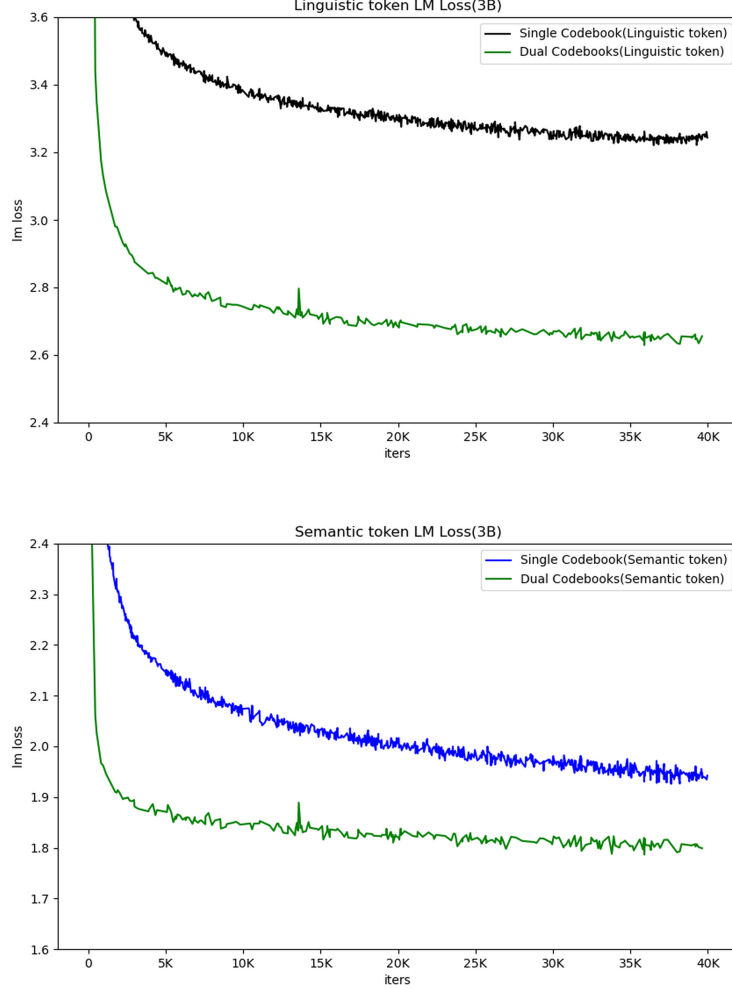 Linguistic token LM Loss(3B)
3.6
3.4
3.2
3.0
2.8
2.6
2.4
lm loss
Single Codebook(Linguistic token)
Dual Codebooks(Linguistic token)
0 5K 10K 15K 20K 25K 30K 35K 40K
iters
Semantic token LM Loss(3B)
2.4
2.3
2.2
2.1
2.0
1.9
1.8
1.7
1.6
lm loss
Single Codebook(Semantic token)
Dual Codebooks(Semantic token)
0 5K 10K 15K 20K 25K 30K 35K 40K
iters